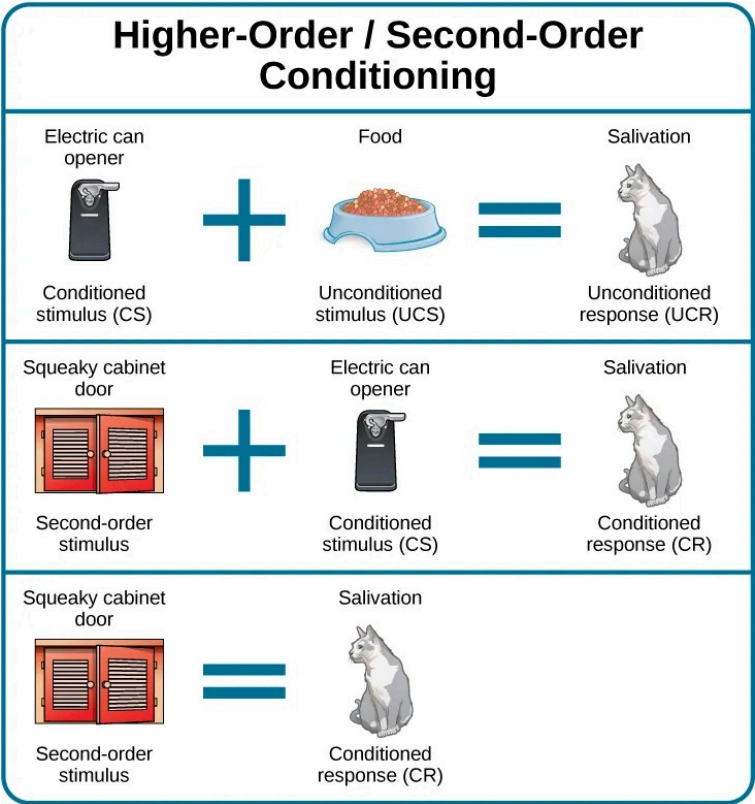 Higher-Order / Second-Order
Conditioning
Electric can
opener
Food
Salivation
Conditioned
stimulus (CS)
Unconditioned
stimulus (UCS)
Unconditioned
response (UCR)
Squeaky cabinet
door
Electric can
opener
Salivation
Second-order
stimulus
Conditioned
stimulus (CS)
Conditioned
response (CR)
Squeaky cabinet
door
Salivation
Second-order
stimulus
Conditioned
response (CR)